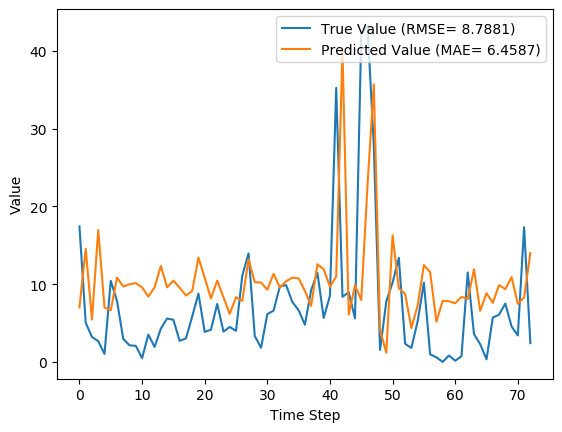 True Value (RMSE= 8.7881)
Predicted Value (MAE= 6.4587)
40
30
20
10
0
Value
0 10 20 30 40 50 60 70
Time Step